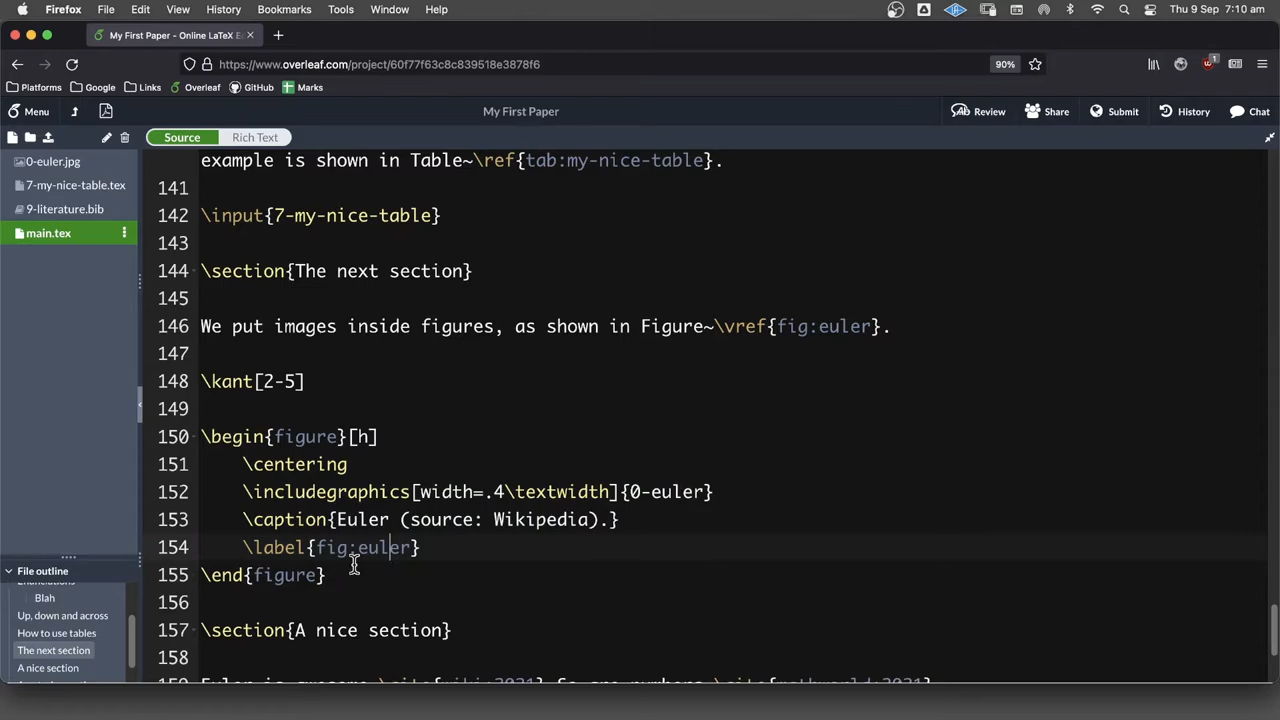 Firefox File Edit View History Bookmarks Tools Window Help Thu 9 Sep 7:10 am
My First Paper - Online LaTeX E
https://www.overleaf.com/project/60f77f63c8c839518e3878f6 90% 1
Platforms Google Links Overleaf GitHub Marks
Menu My First Paper Review Share Submit History Chat
Source Rich Text
0-euler.jpg
7-my-nice-table.tex
9-literature.bib
main.tex
example is shown in Table~\ref{tab:my-nice-table}.
141
142 \input{7-my-nice-table}
143
144 \section{The next section}
145
146 We put images inside figures, as shown in Figure~\vref{fig:euler}.
147
148 \kant[2-5]
149
150 \begin{figure}[h]
151 \centering
152 \includegraphics[width=.4\textwidth]{0-euler}
153 \caption{Euler (source: Wikipedia).}
154 \label{fig:euler}
155 \end{figure}
156
157 \section{A nice section}
158
File outline
Blah
Up, down and across
How to use tables
The next section
A nice section